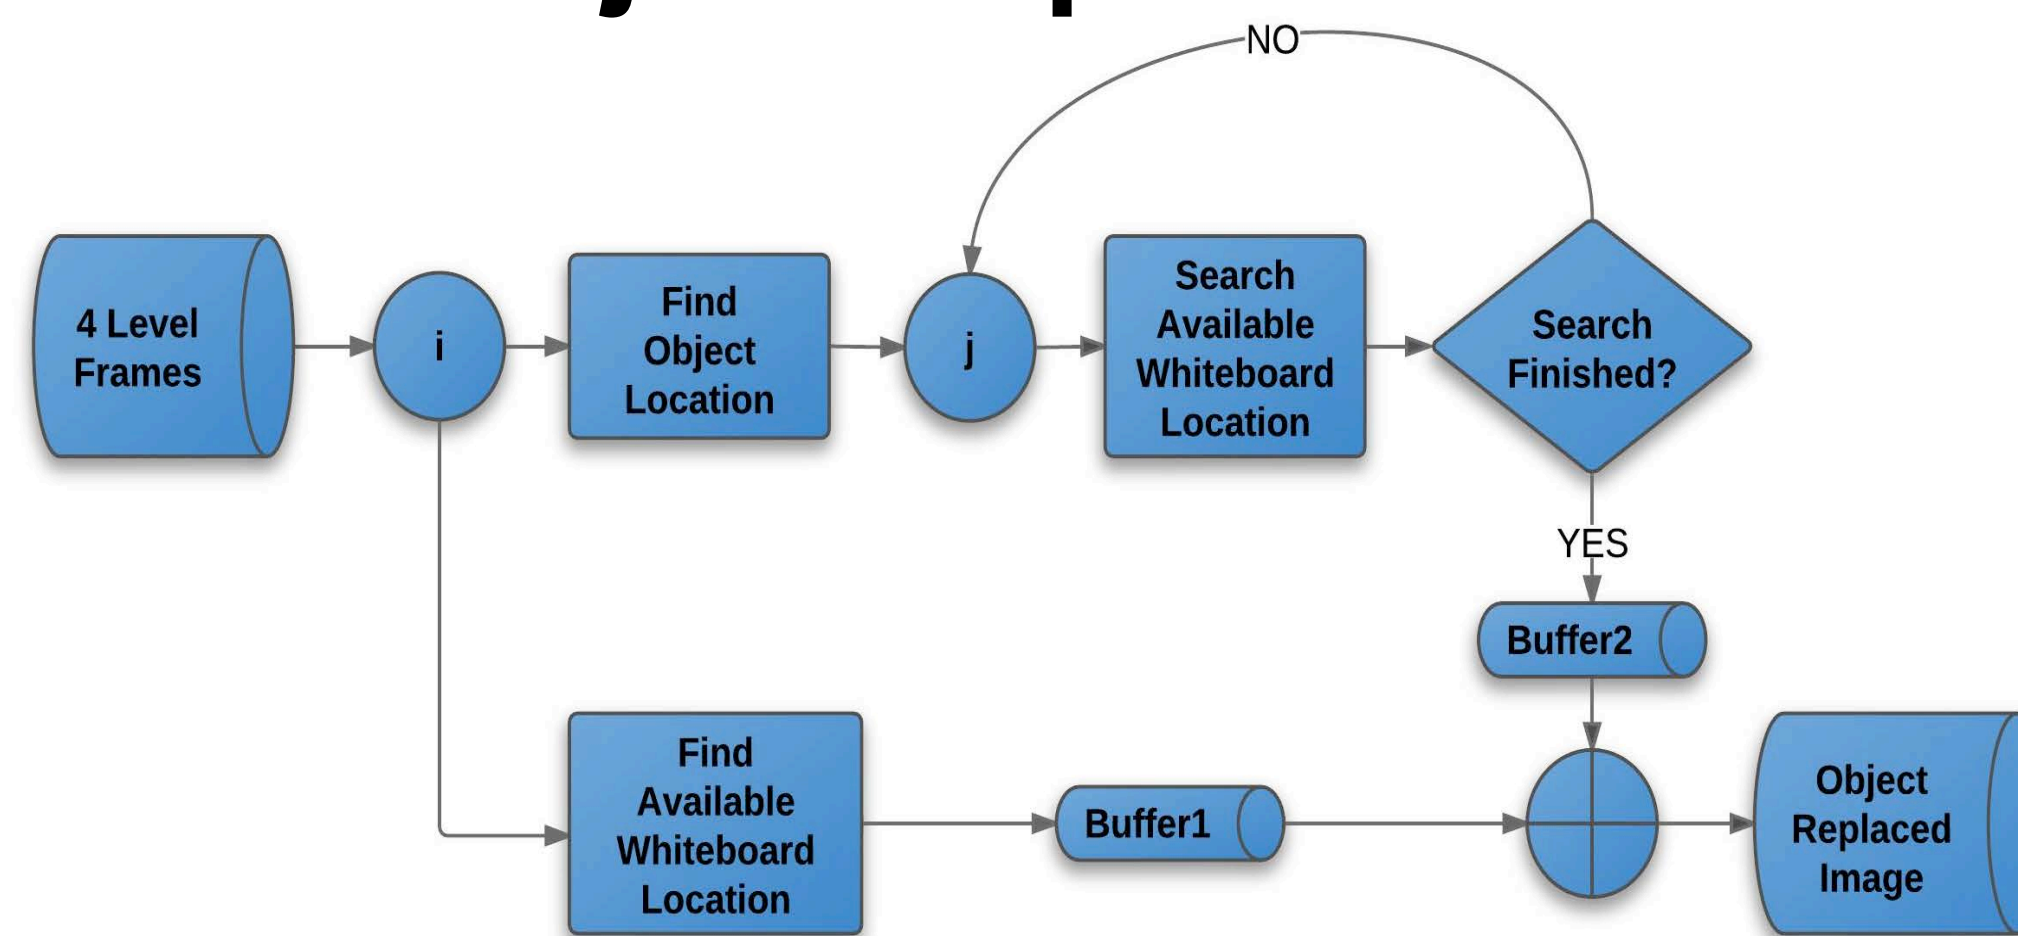 NO
4 Level
Frames
i
Find
Object
Location
j
Search
Available
Whiteboard
Location
Search
Finished?
YES
Buffer2
Find
Available
Whiteboard
Location
Buffer1
Object
Replaced
Image